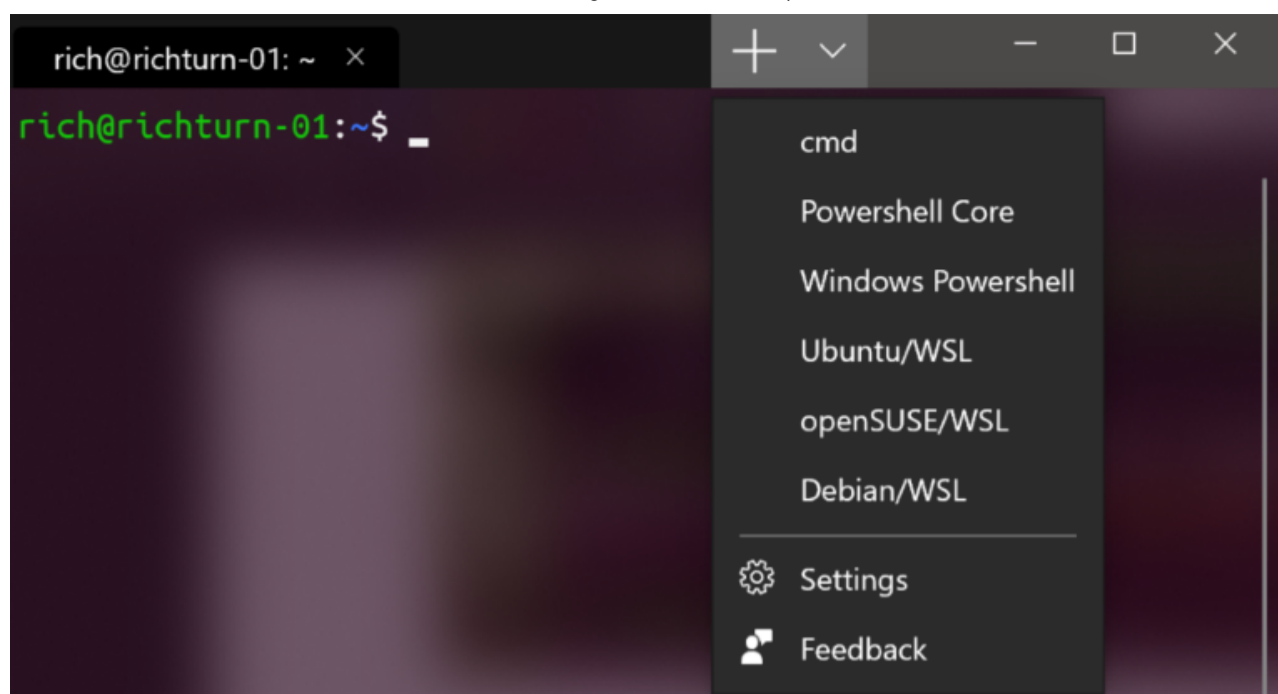 rich@richturn-01: ~
rich@richturn-01:~$ _
cmd
Powershell Core
Windows Powershell
Ubuntu/WSL
openSUSE/WSL
Debian/WSL
Settings
Feedback